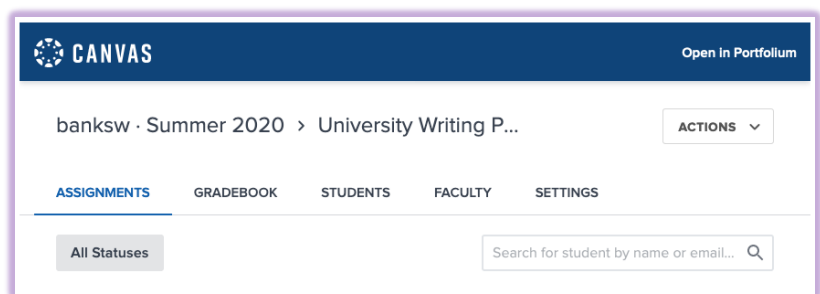 CANVAS
Open in Portfolium
banksw · Summer 2020 > University Writing P...
ACTIONS
ASSIGNMENTS GRADEBOOK STUDENTS FACULTY SETTINGS
All Statuses
Search for student by name or email...